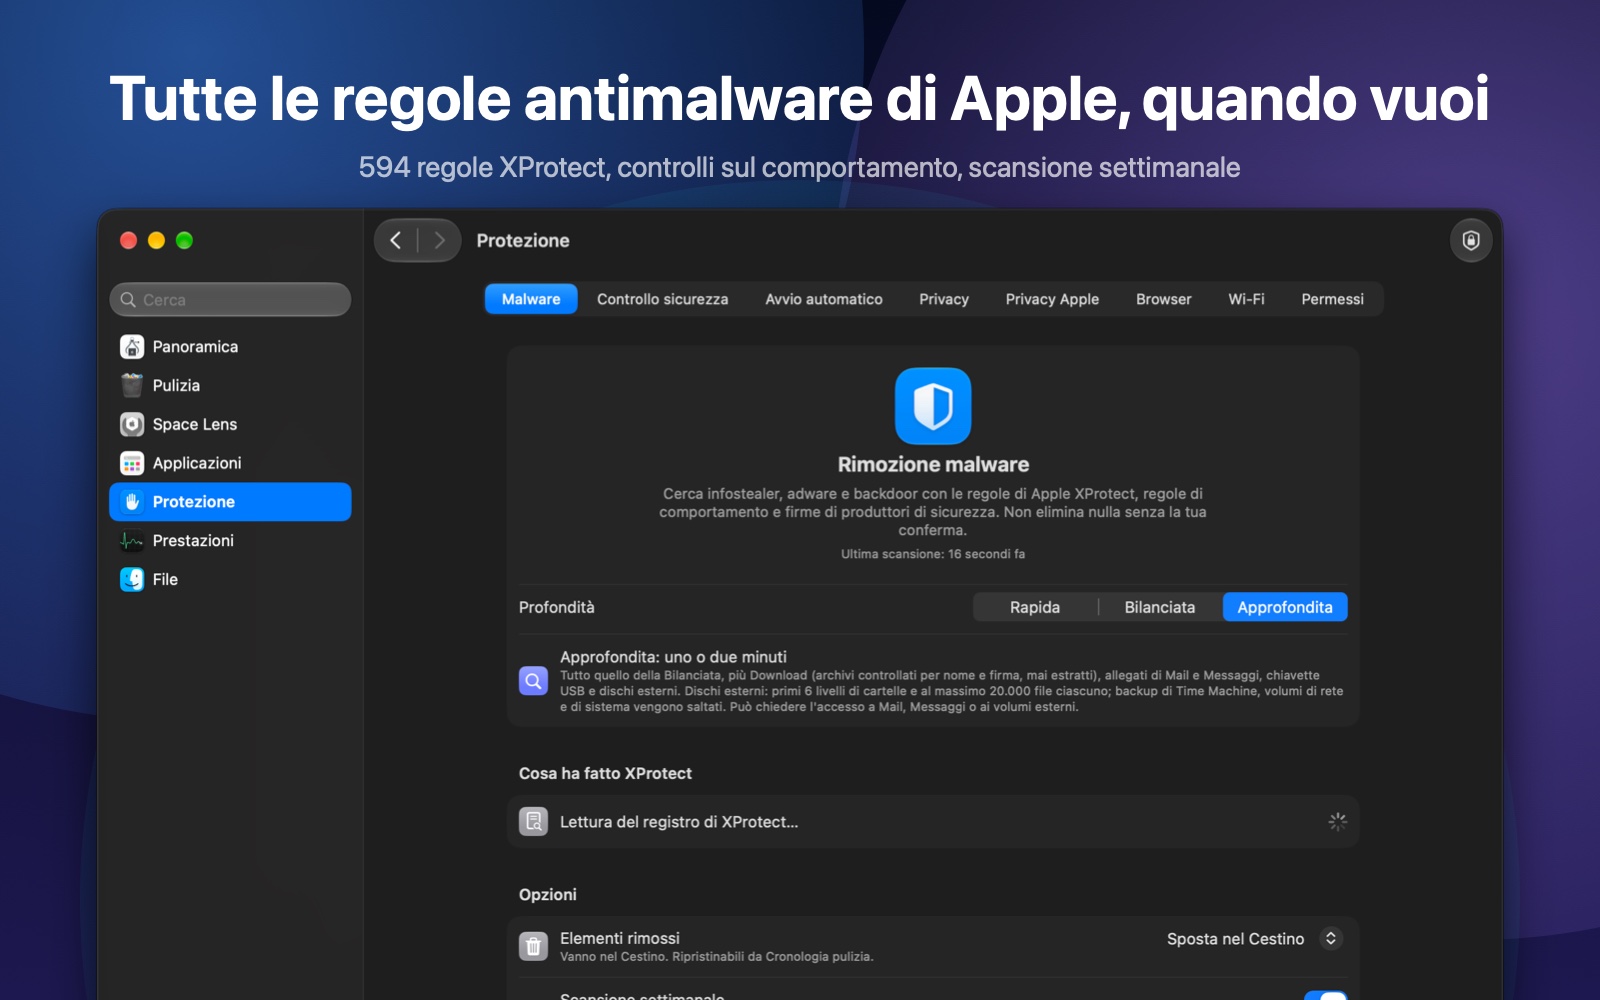 Tutte le regole antimalware di Apple, quando vuoi
594 regole XProtect, controlli sul comportamento, scansione settimanale
Protezione
Cerca
Malware
Controllo sicurezza
Avvio automatico
Privacy
Privacy Apple
Browser
Wi-Fi
Permessi
Panoramica
Pulizia
Space Lens
Applicazioni
Protezione
Prestazioni
File
Rimozione malware
Cerca infostealer, adware e backdoor con le regole di Apple XProtect, regole di
comportamento e firme di produttori di sicurezza. Non elimina nulla senza la tua
conferma.
Ultima scansione: 16 secondi fa
Profondità
Rapida
Bilanciata
Approfondita
Approfondita: uno o due minuti
Tutto quello della Bilanciata, più Download (archivi controllati per nome e firma, mai estratti), allegati di Mail e Messaggi, chiavette
USB e dischi esterni. Dischi esterni: primi 6 livelli di cartelle e al massimo 20.000 file ciascuno; backup di Time Machine, volumi di rete
e di sistema vengono saltati. Può chiedere l'accesso a Mail, Messaggi o ai volumi esterni.
Cosa ha fatto XProtect
Lettura del registro di XProtect...
Opzioni
Elementi rimossi
Vanno nel Cestino. Ripristinabili da Cronologia pulizia.
Sposta nel Cestino
Scansione settimanale